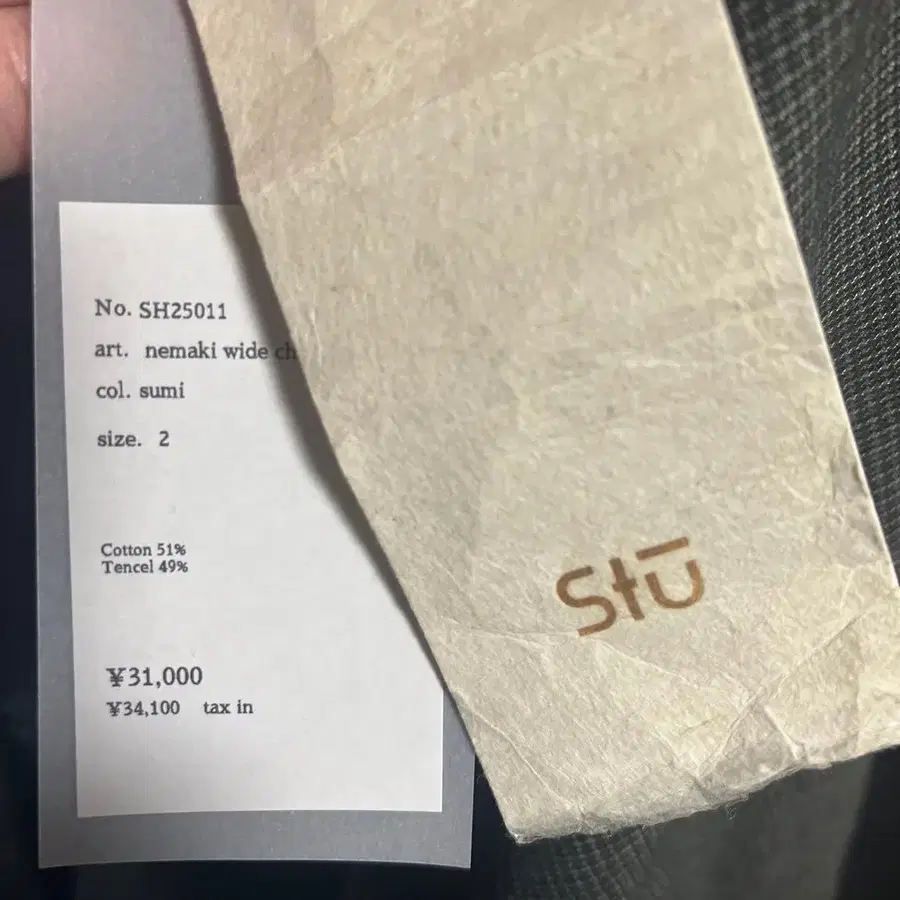 No. SH25011
art. nemaki wide ch
col. sumi
size. 2
Cotton 51%
Tencel 49%
¥31,000
¥34,100 tax in
Stū